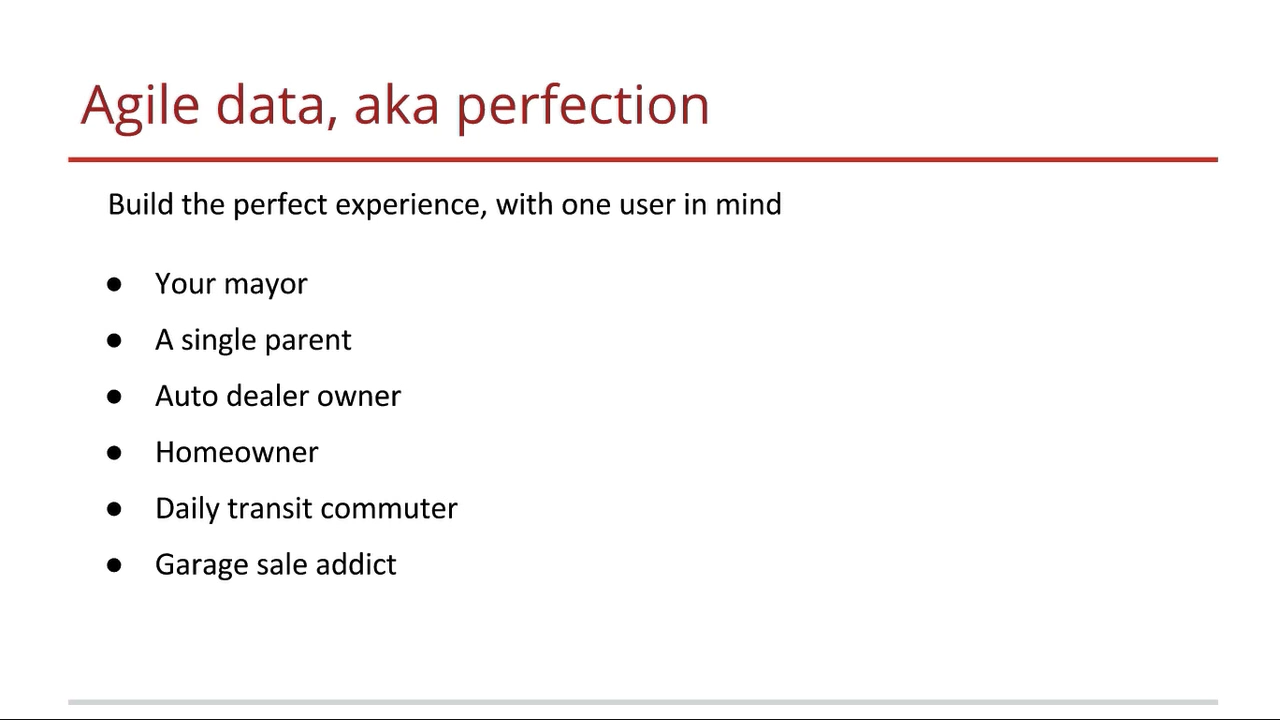 Agile data, aka perfection
Build the perfect experience, with one user in mind
● Your mayor
● A single parent
● Auto dealer owner
● Homeowner
● Daily transit commuter
● Garage sale addict